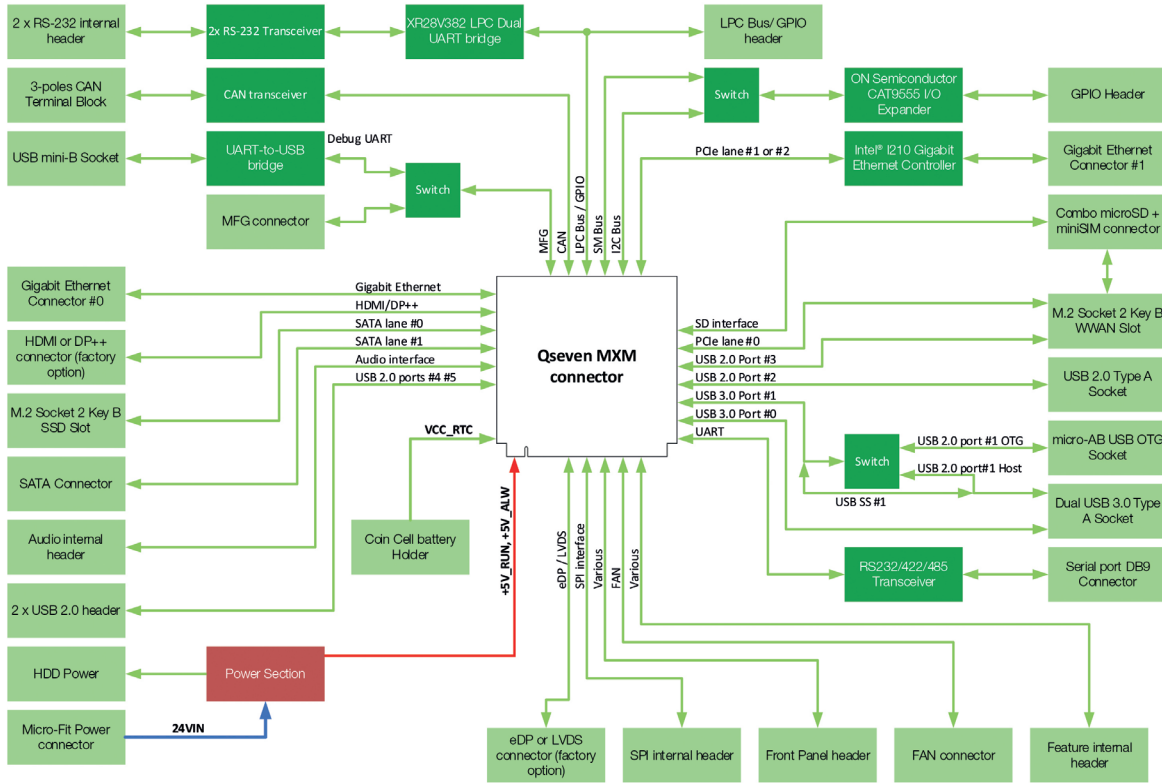 2 x RS-232 internal
header
2x RS-232 Transceiver
XR28V382 LPC Dual
UART bridge
LPC Bus/ GPIO
header
3-poles CAN
Terminal Block
CAN transceiver
Switch
ON Semiconductor
CAT9555 I/O
Expander
GPIO Header
USB mini-B Socket
UART-to-USB
bridge
Debug UART
Switch
MFG connector
PCIe lane #1 or #2
Intel® I210 Gigabit
Ethernet Controller
Gigabit Ethernet
Connector #1
MFG
CAN
LPC Bus / GPIO
SM Bus
I2C Bus
Combo microSD +
miniSIM connector
Gigabit Ethernet
Connector #0
HDMI or DP++
connector (factory
option)
M.2 Socket 2 Key B
SSD Slot
SATA Connector
Audio internal
header
2 x USB 2.0 header
Gigabit Ethernet
HDMI/DP++
SATA lane #0
SATA lane #1
Audio interface
USB 2.0 ports #4 #5
VCC_RTC
Qseven MXM
connector
SD interface
PCIe lane #0
USB 2.0 Port #3
USB 2.0 Port #2
USB 3.0 Port #1
USB 3.0 Port #0
UART
M.2 Socket 2 Key B
WWAN Slot
USB 2.0 Type A
Socket
Switch
USB 2.0 port #1 OTG
USB 2.0 port#1 Host
USB SS #1
micro-AB USB OTG
Socket
Dual USB 3.0 Type
A Socket
RS232/422/485
Transceiver
Serial port DB9
Connector
Coin Cell battery
Holder
+5V_RUN, +5V_ALW
eDP / LVDS
SPI interface
Various
FAN
Various
HDD Power
Power Section
Micro-Fit Power
connector
24VIN
eDP or LVDS
connector (factory
option)
SPI internal header
Front Panel header
FAN connector
Feature internal
header